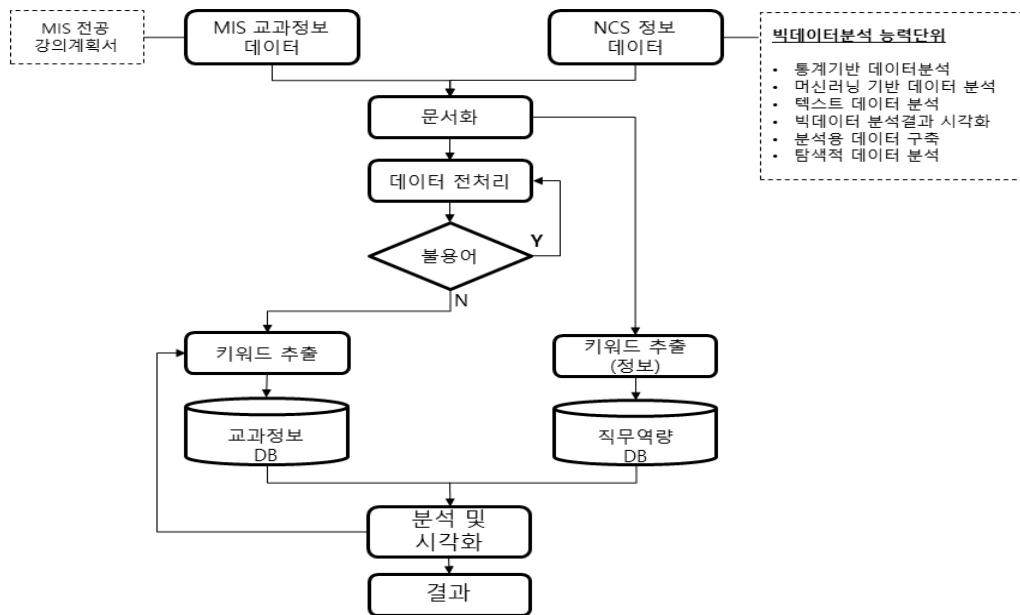 MIS 전공
강의계획서
MIS 교과정보
데이터
NCS 정보
데이터
빅데이터분석 능력단위
• 통계기반 데이터분석
• 머신러닝 기반 데이터 분석
• 텍스트 데이터 분석
• 빅데이터 분석결과 시각화
• 분석용 데이터 구축
• 탐색적 데이터 분석
문서화
데이터 전처리
불용어
Y
N
키워드 추출
키워드 추출
(정보)
교과정보
DB
직무역량
DB
분석 및
시각화
결과